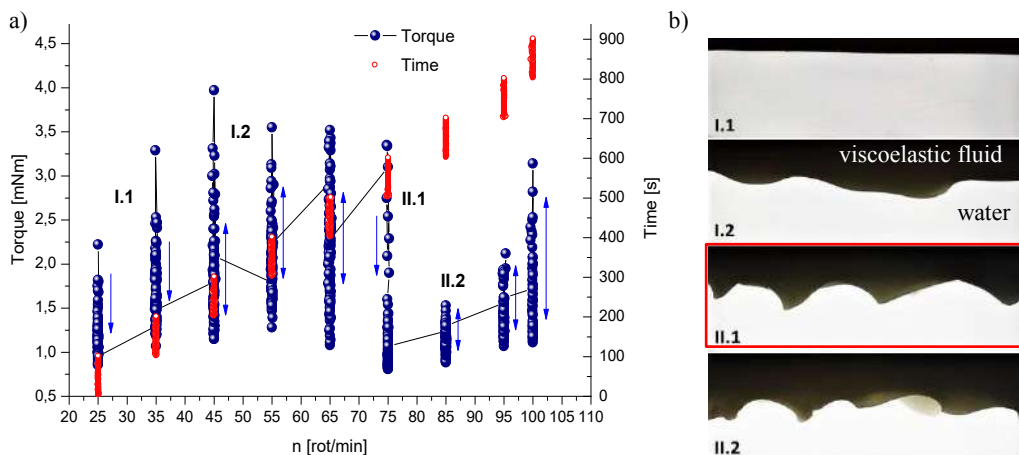 a)
b)
Torque
Time
4,5
4,0
3,5
3,0
2,5
2,0
1,5
1,0
0,5
Torque [mNm]
900
800
700
600
500
400
300
200
100
0
Time [s]
I.1
I.2
II.1
II.2
20 25 30 35 40 45 50 55 60 65 70 75 80 85 90 95 100 105 110
n [rot/min]
I.1
viscoelastic fluid
water
I.2
II.1
II.2